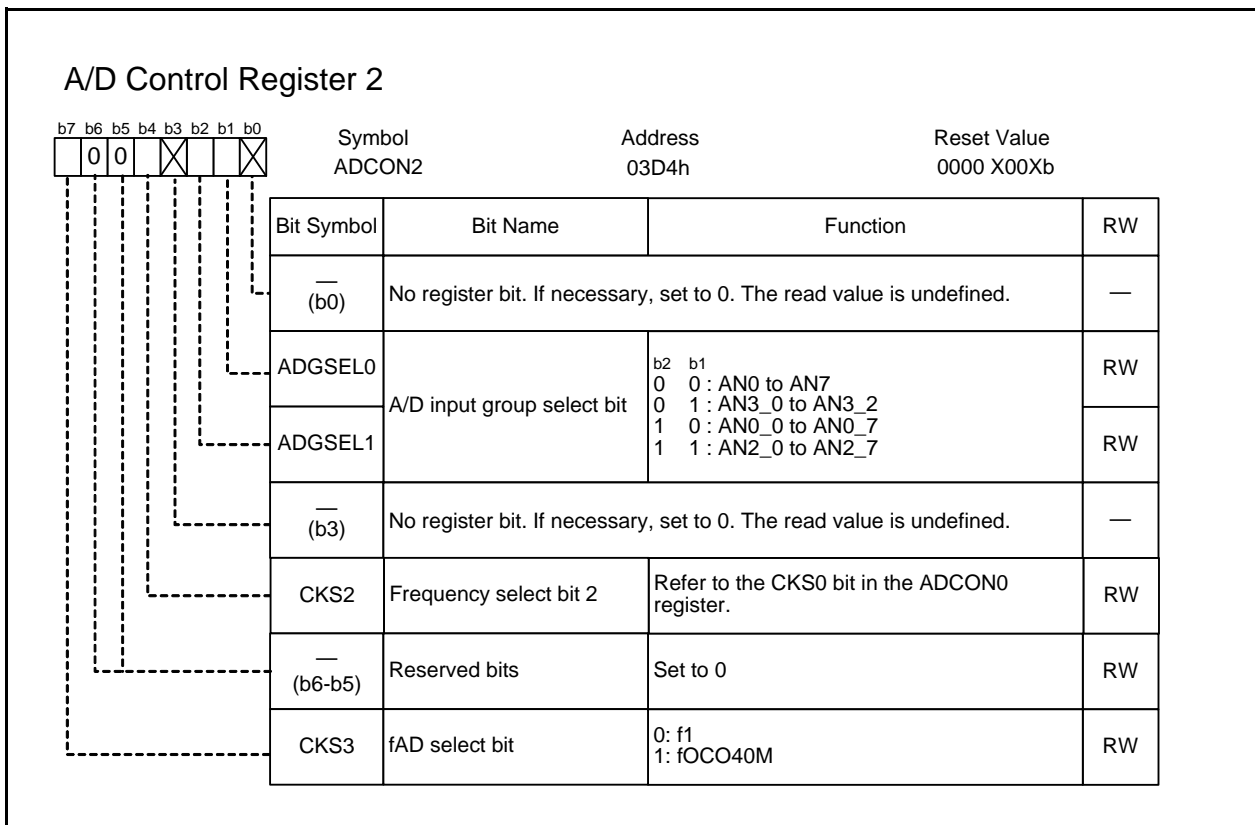 A/D Control Register 2
b7 b6 b5 b4 b3 b2 b1 b0
0 0
Symbol Address Reset Value
ADCON2 03D4h 0000 X00Xb
Bit Symbol Bit Name Function RW
—
(b0) No register bit. If necessary, set to 0. The read value is undefined. —
ADGSEL0 A/D input group select bit b2 b1 RW
0 0 : AN0 to AN7
0 1 : AN3_0 to AN3_2
1 0 : AN0_0 to AN0_7
1 1 : AN2_0 to AN2_7
ADGSEL1 RW
—
(b3) No register bit. If necessary, set to 0. The read value is undefined. —
CKS2 Frequency select bit 2 Refer to the CKS0 bit in the ADCON0 RW
register.
—
(b6-b5) Reserved bits Set to 0 RW
CKS3 fAD select bit 0: f1 RW
1: fOCO40M